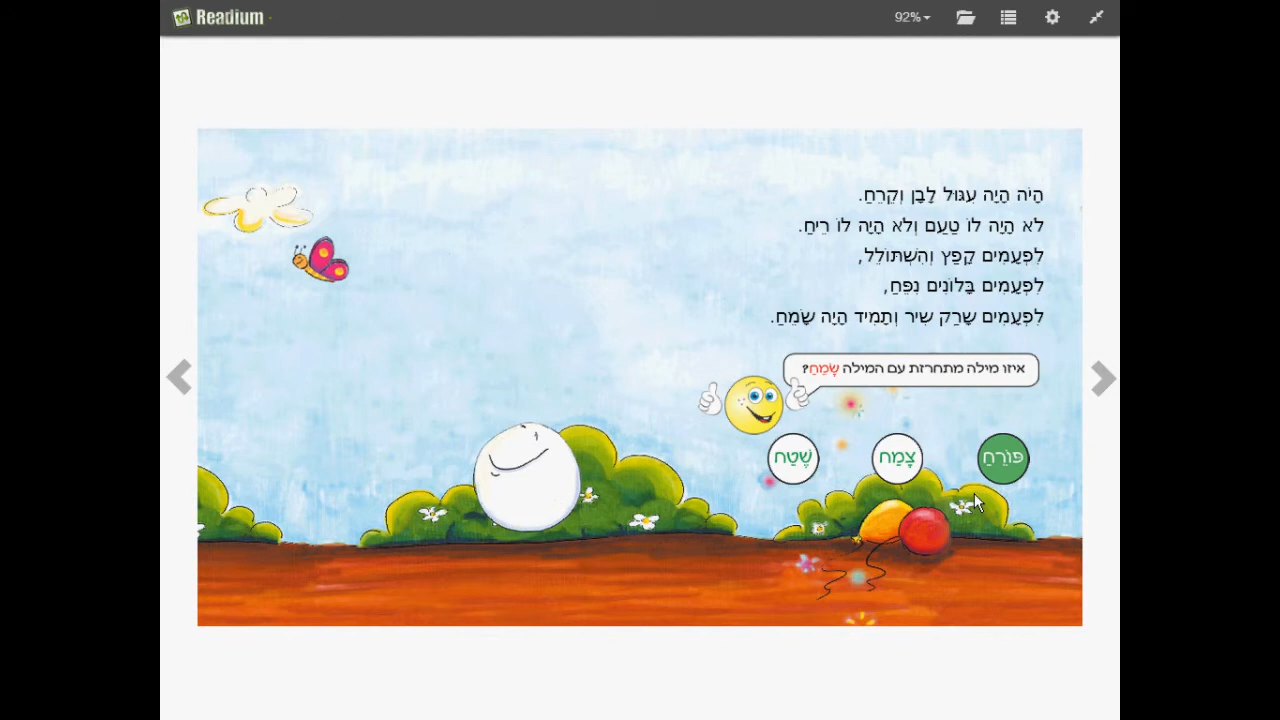 Readium
92%
הָיֹה הָיָה עִגּוּל לָבָן וְקֵרֵחַ.
לֹא הָיָה לוֹ טַעַם וְלֹא הָיָה לוֹ רֵיחַ.
לִפְעָמִים קָפַץ וְהִשְׁתּוֹלֵל,
לִפְעָמִים בָּלוֹנִים נִפֵּחַ,
לִפְעָמִים שָׁרַק שִׁיר וְתָמִיד הָיָה שָׂמֵחַ.
איזו מילה מתחרזת עם המילה שָׂמֵחַ?
פּוֹרֵחַ צָמַח שֶׁטַח